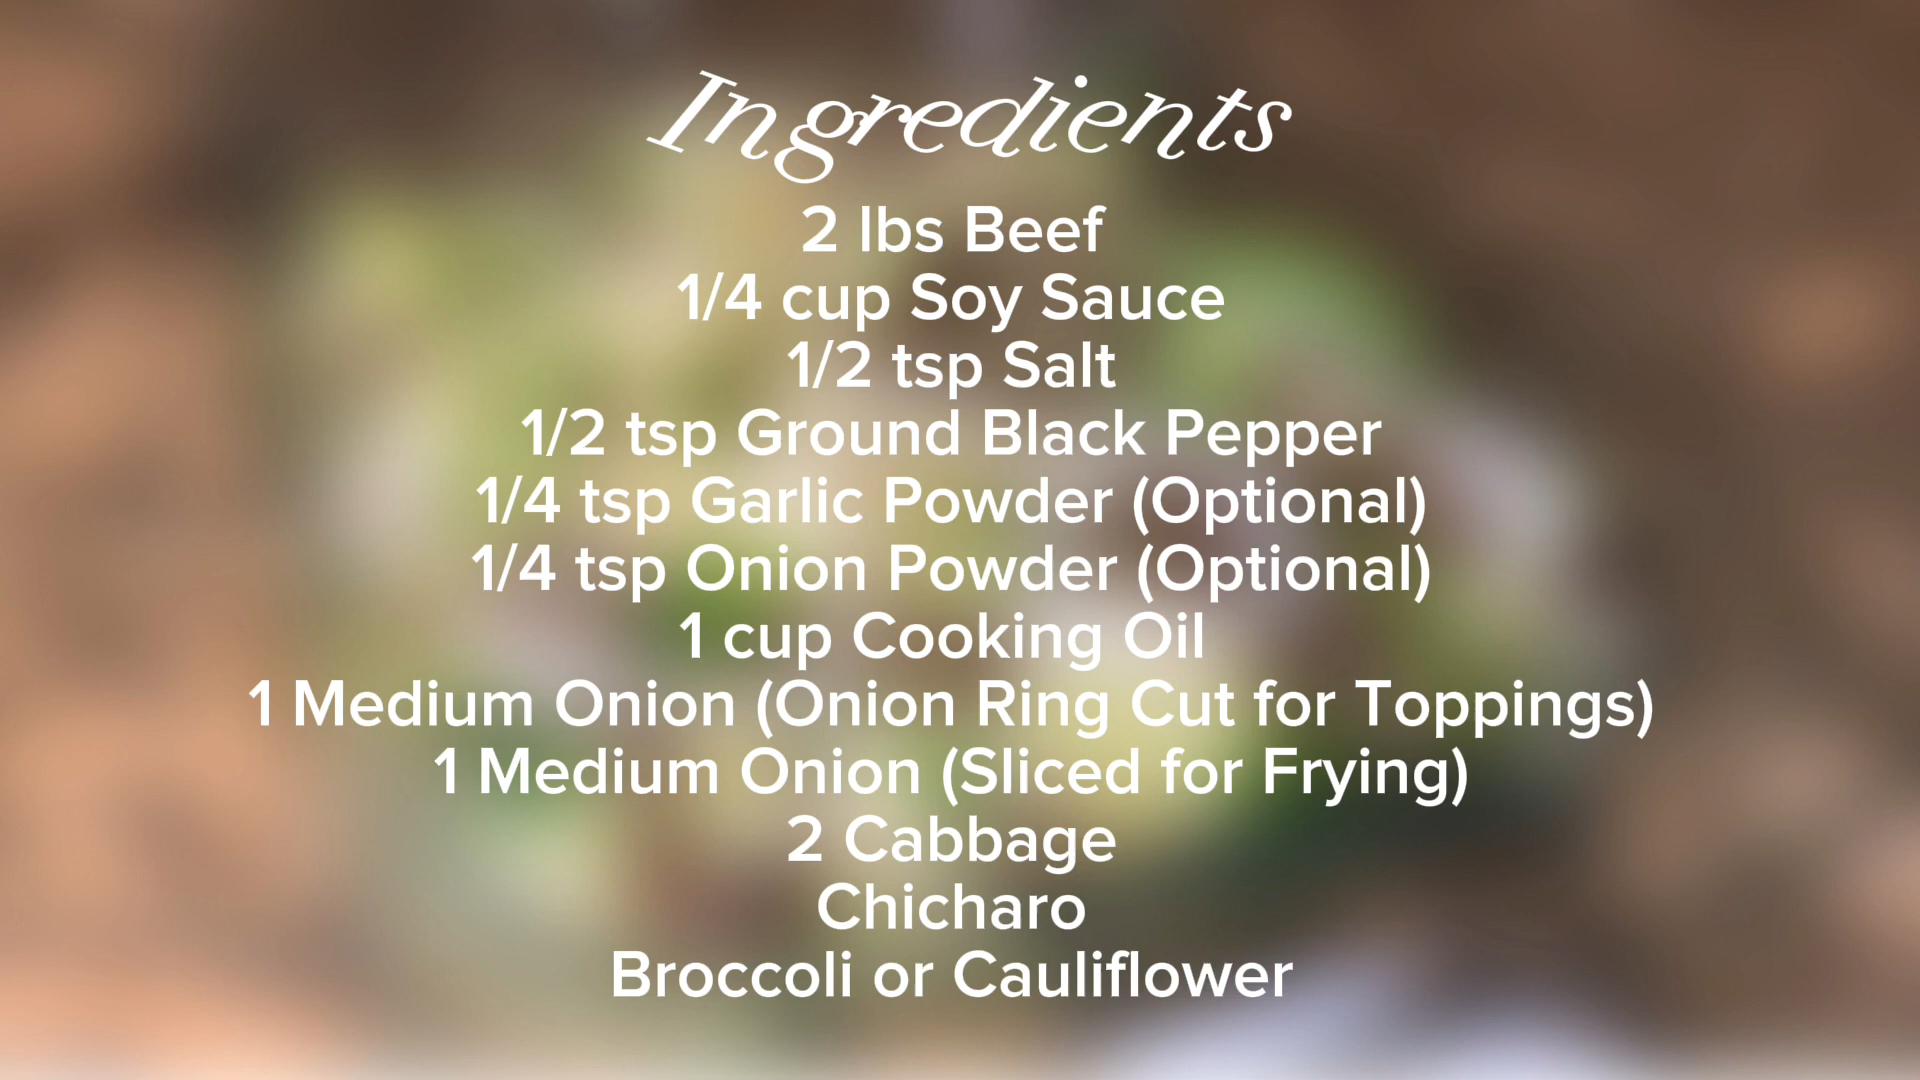 Ingredients
2 lbs Beef
1/4 cup Soy Sauce
1/2 tsp Salt
1/2 tsp Ground Black Pepper
1/4 tsp Garlic Powder (Optional)
1/4 tsp Onion Powder (Optional)
1 cup Cooking Oil
1 Medium Onion (Onion Ring Cut for Toppings)
1 Medium Onion (Sliced for Frying)
2 Cabbage
Chicharo
Broccoli or Cauliflower